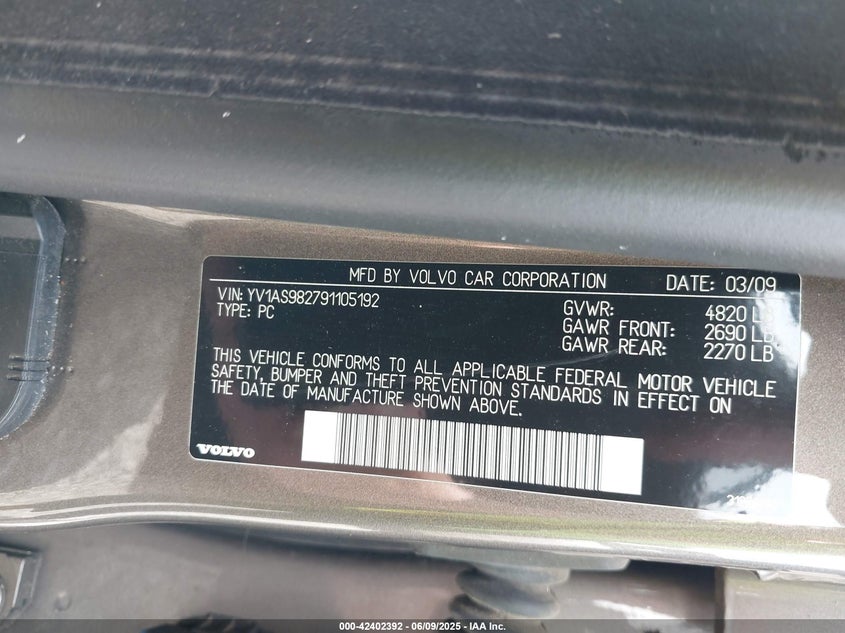 MFD BY VOLVO CAR CORPORATION DATE: 03/09
VIN: YV1AS982791105192
TYPE: PC
GVWR: 4820 LB
GAWR FRONT: 2690 LB
GAWR REAR: 2270 LB
THIS VEHICLE CONFORMS TO ALL APPLICABLE FEDERAL MOTOR VEHICLE
SAFETY, BUMPER AND THEFT PREVENTION STANDARDS IN EFFECT ON
THE DATE OF MANUFACTURE SHOWN ABOVE.
VOLVO
000-42402392 - 06/09/2025 - IAA Inc.